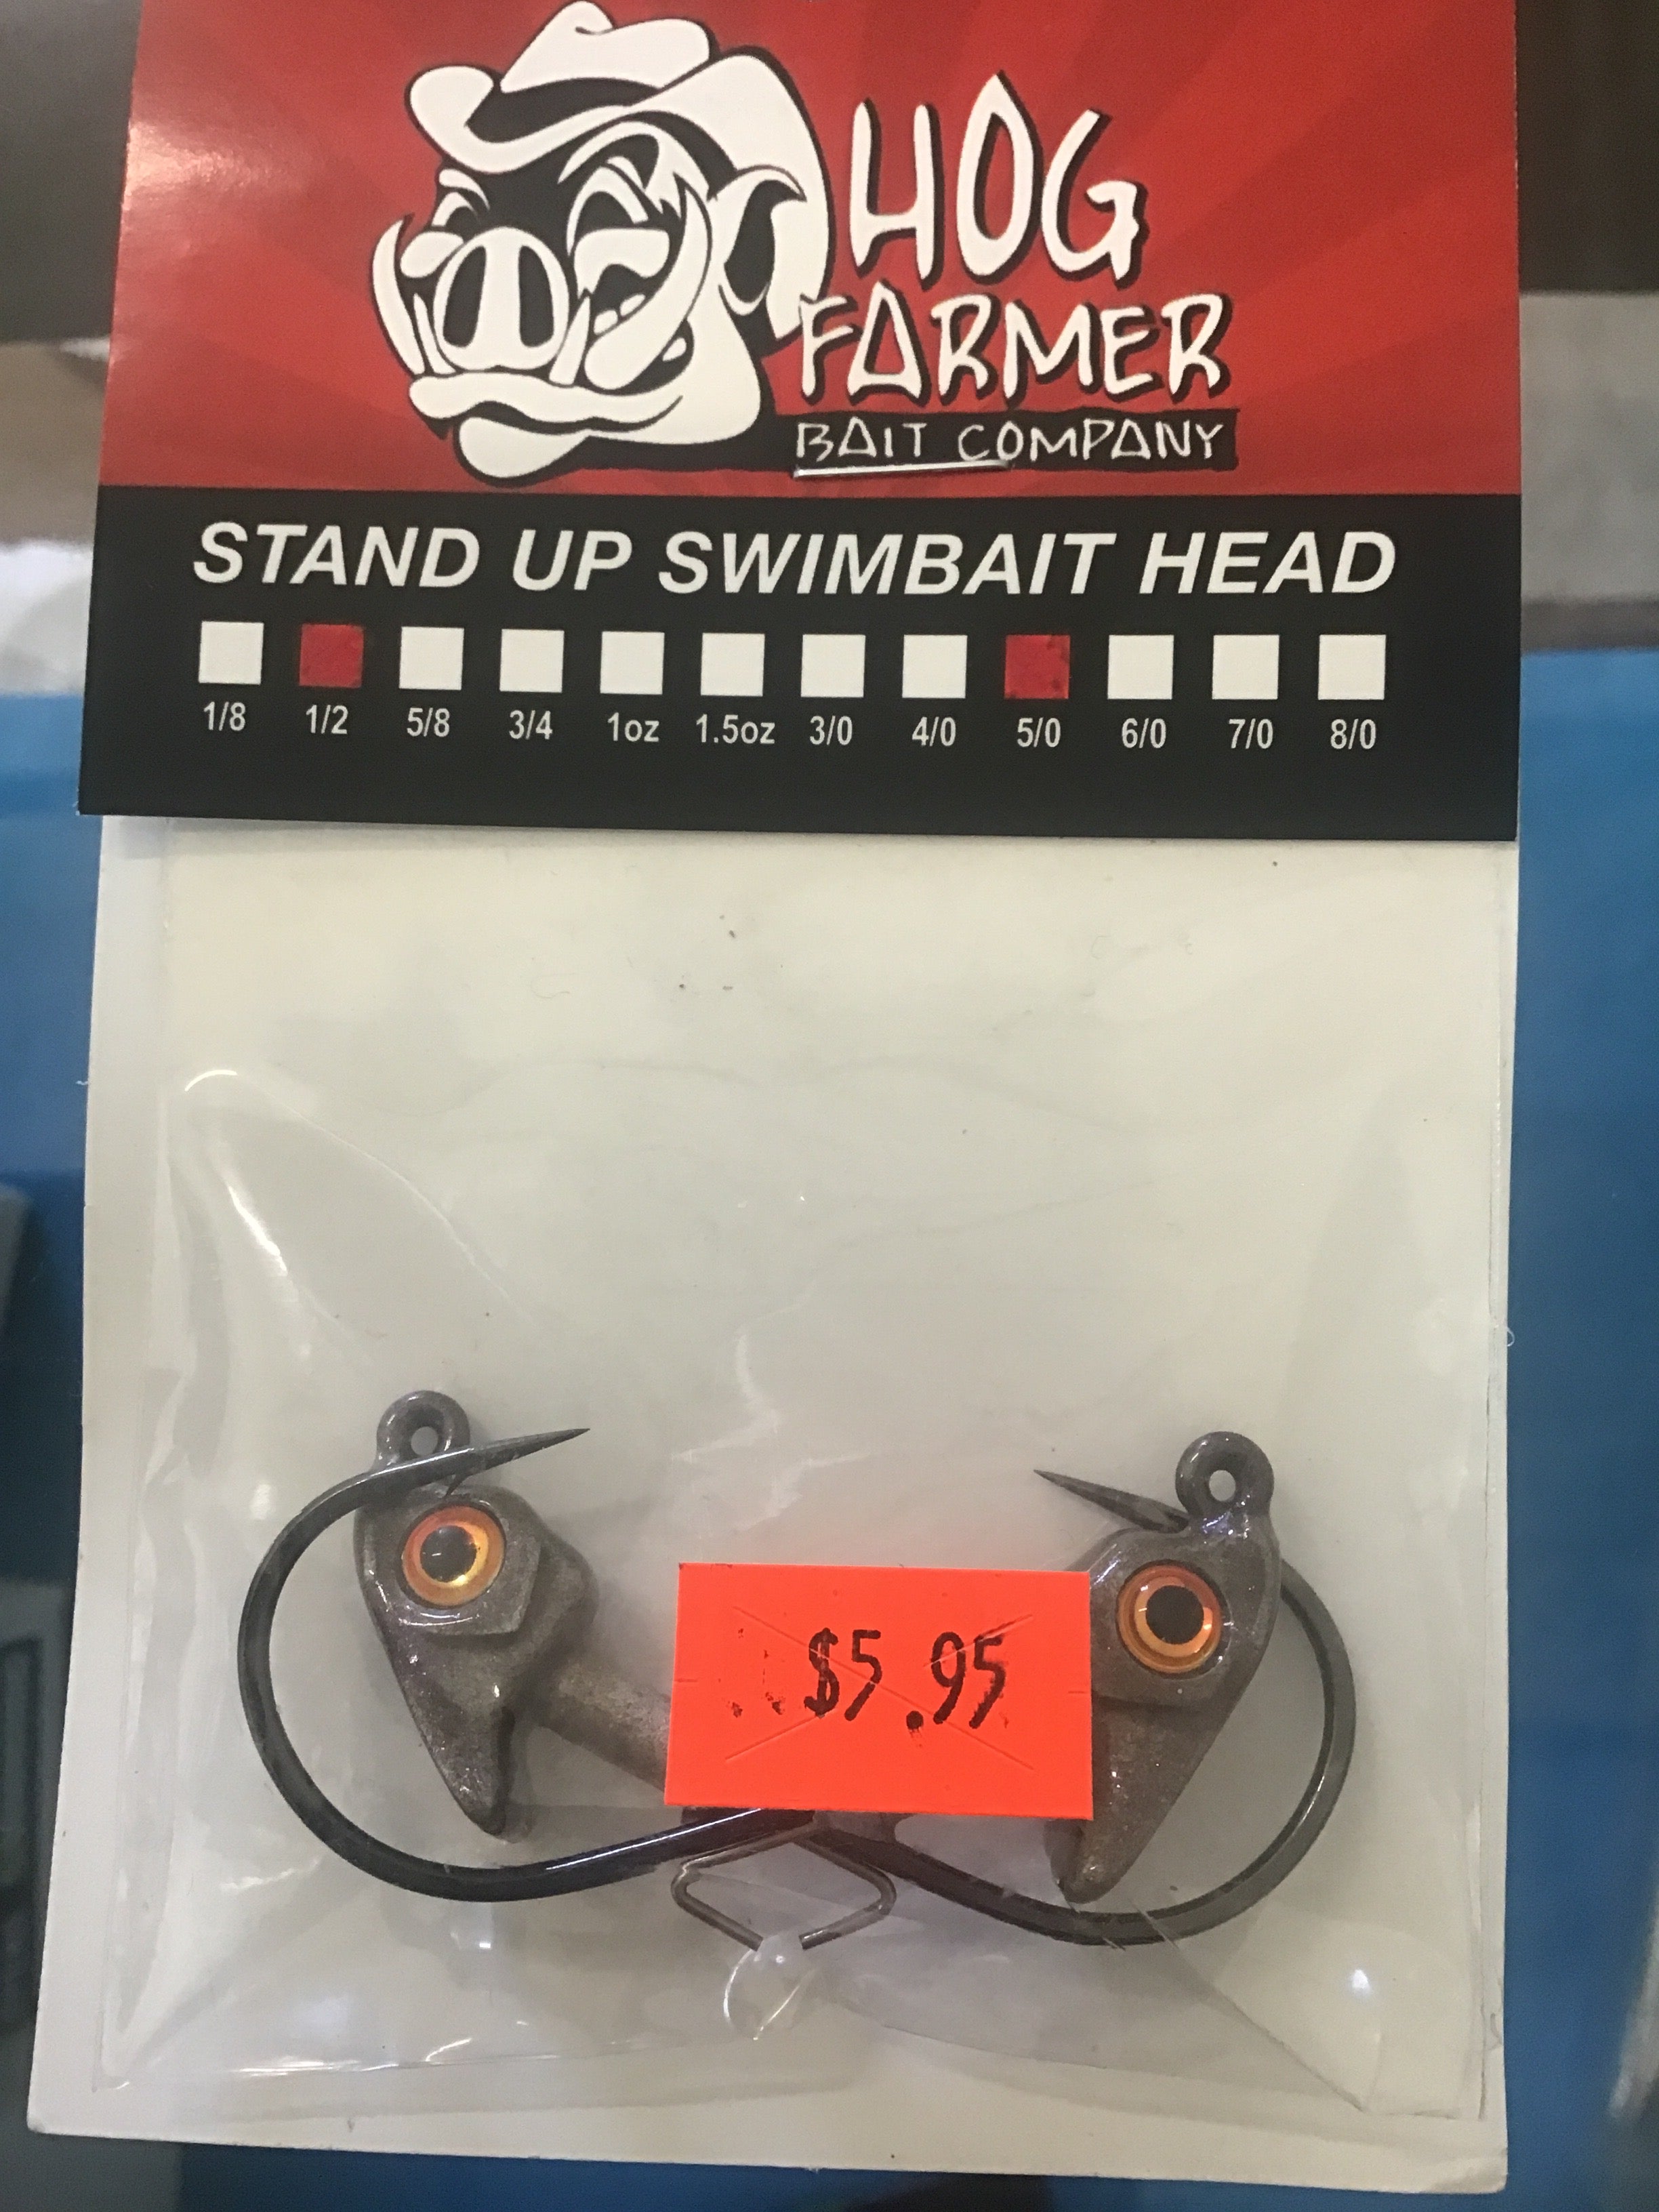 HOG
FARMER
BAIT COMPANY
STAND UP SWIMBAIT HEAD
1/8 1/2 5/8 3/4 1oz 1.5oz 3/0 4/0 5/0 6/0 7/0 8/0
$5.95